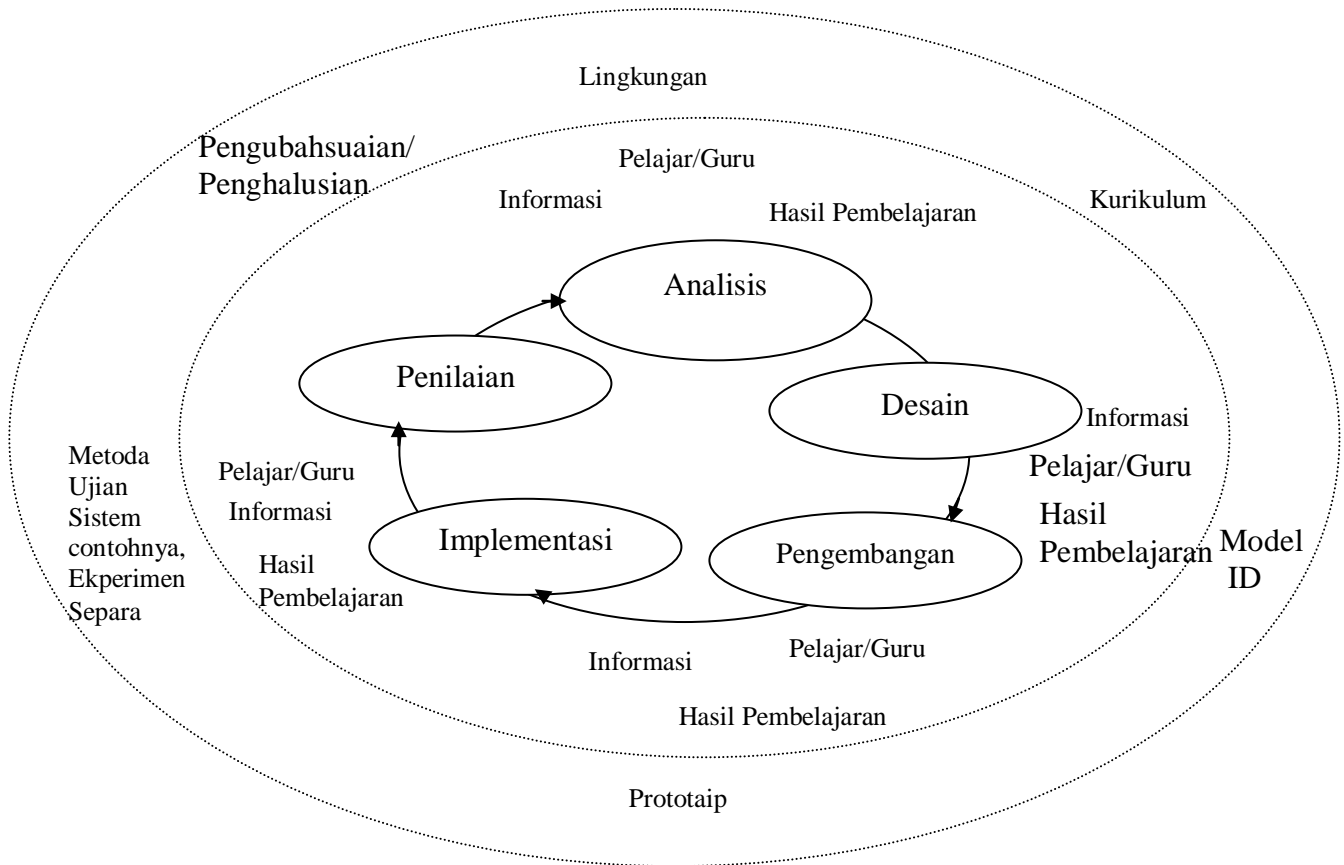 Lingkungan
Pengubahsuaian/
Penghalusian
Pelajar/Guru
Informasi
Kurikulum
Hasil Pembelajaran
Analisis
Penilaian
Desain
Informasi
Pelajar/Guru
Hasil
Pembelajaran
Model
ID
Metoda
Ujian
Sistem
contohnya,
Ekperimen
Separa
Pelajar/Guru
Informasi
Hasil
Pembelajaran
Implementasi
Pengembangan
Pelajar/Guru
Informasi
Hasil Pembelajaran
Prototaip